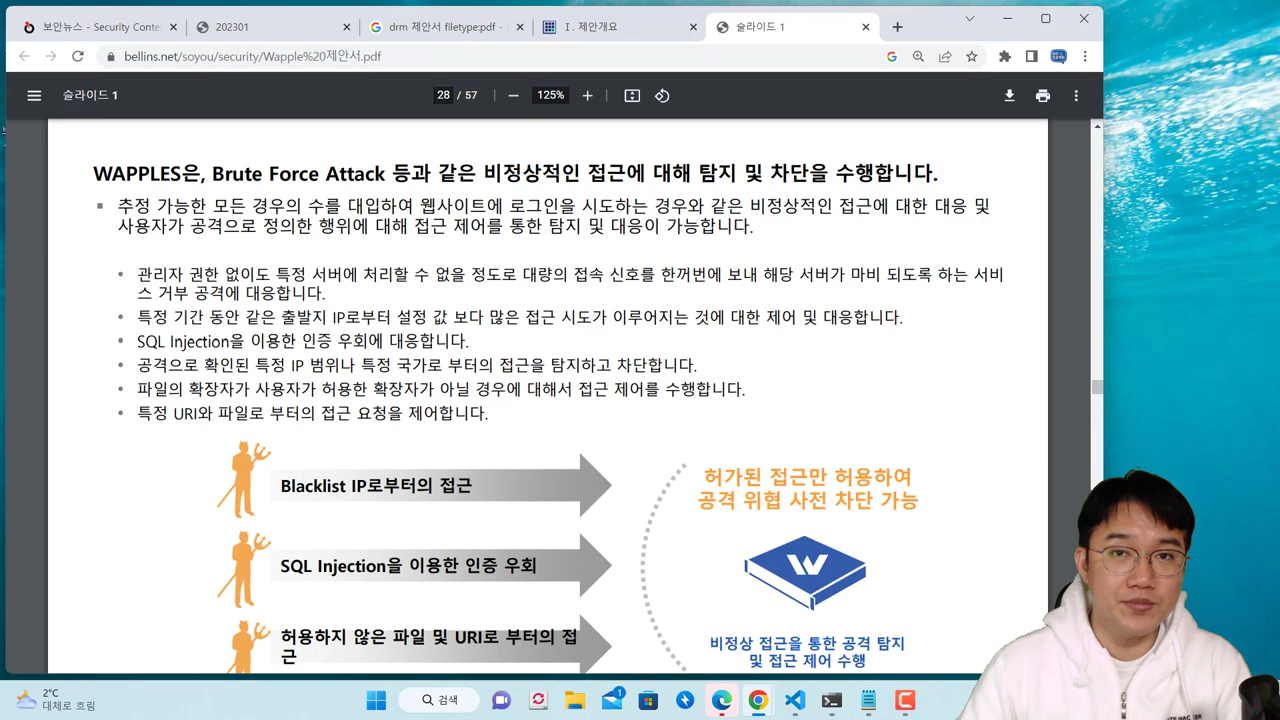 보안뉴스 - Security Conte
202301
drm 제안서 filetype:pdf -
Ⅰ. 제안개요
슬라이드 1
bellins.net/soyou/security/Wapple%20제안서.pdf
슬라이드 1
28 / 57
125%
WAPPLES은, Brute Force Attack 등과 같은 비정상적인 접근에 대해 탐지 및 차단을 수행합니다.
추정 가능한 모든 경우의 수를 대입하여 웹사이트에 로그인을 시도하는 경우와 같은 비정상적인 접근에 대한 대응 및
사용자가 공격으로 정의한 행위에 대해 접근 제어를 통한 탐지 및 대응이 가능합니다.
관리자 권한 없이도 특정 서버에 처리할 수 없을 정도로 대량의 접속 신호를 한꺼번에 보내 해당 서버가 마비 되도록 하는 서비
스 거부 공격에 대응합니다.
특정 기간 동안 같은 출발지 IP로부터 설정 값 보다 많은 접근 시도가 이루어지는 것에 대한 제어 및 대응합니다.
SQL Injection을 이용한 인증 우회에 대응합니다.
공격으로 확인된 특정 IP 범위나 특정 국가로 부터의 접근을 탐지하고 차단합니다.
파일의 확장자가 사용자가 허용한 확장자가 아닐 경우에 대해서 접근 제어를 수행합니다.
특정 URI와 파일로 부터의 접근 요청을 제어합니다.
Blacklist IP로부터의 접근
SQL Injection을 이용한 인증 우회
허용하지 않은 파일 및 URI로 부터의 접
근
허가된 접근만 허용하여
공격 위협 사전 차단 가능
W
비정상 접근을 통한 공격 탐지
및 접근 제어 수행
2°C
대체로 흐림
검색
1